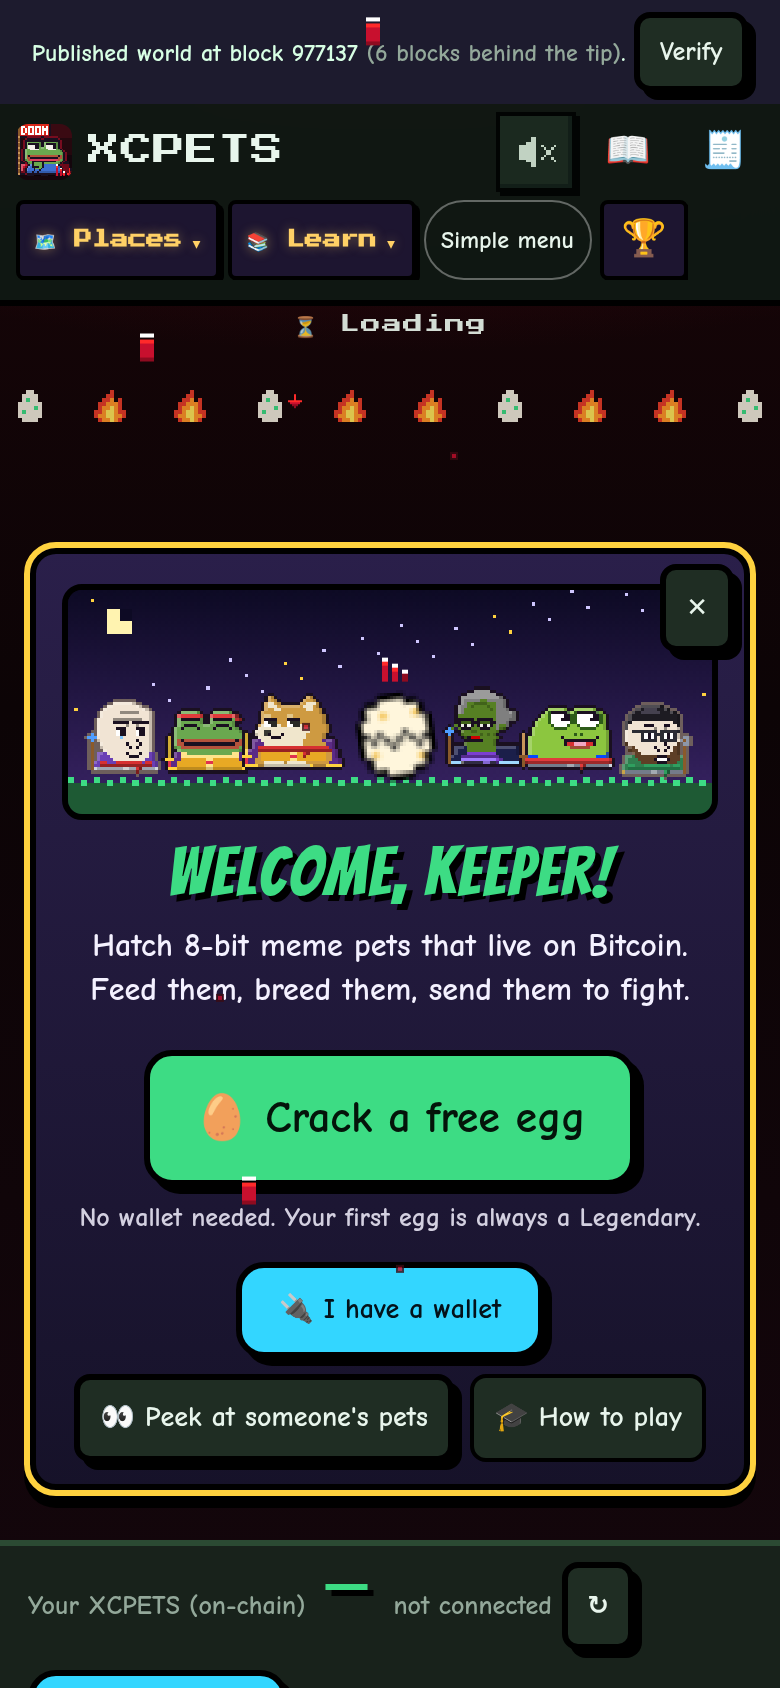 Published world at block 977137 (6 blocks behind the tip).
Verify
DOOM
XCPETS
Places
Learn
Simple menu
Loading
WELCOME, KEEPER!
Hatch 8-bit meme pets that live on Bitcoin.
Feed them, breed them, send them to fight.
Crack a free egg
No wallet needed. Your first egg is always a Legendary.
I have a wallet
Peek at someone's pets
How to play
Your XCPETS (on-chain)
not connected